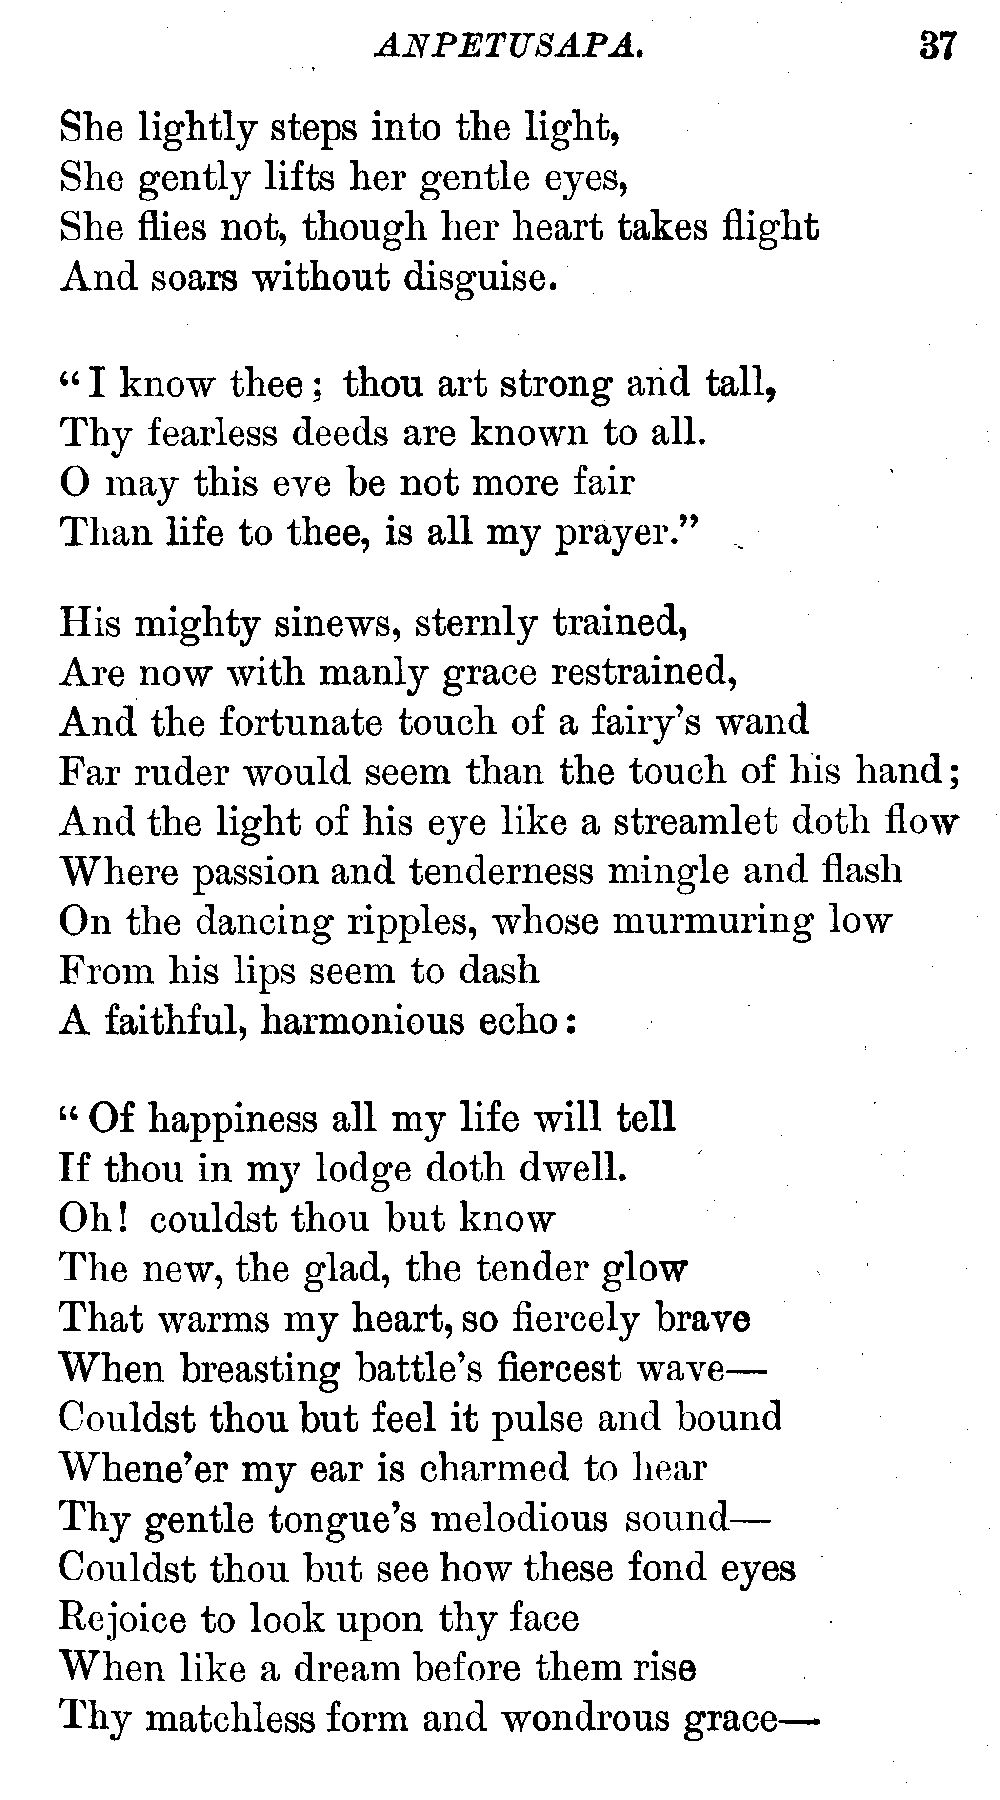 ANPETUSAPA. 37
She lightly steps into the light,
She gently lifts her gentle eyes,
She flies not, though her heart takes flight
And soars without disguise.
“I know thee; thou art strong and tall,
Thy fearless deeds are known to all.
O may this eve be not more fair
Than life to thee, is all my prayer.”
His mighty sinews, sternly trained,
Are now with manly grace restrained,
And the fortunate touch of a fairy’s wand
Far ruder would seem than the touch of his hand;
And the light of his eye like a streamlet doth flow
Where passion and tenderness mingle and flash
On the dancing ripples, whose murmuring low
From his lips seem to dash
A faithful, harmonious echo:
“Of happiness all my life will tell
If thou in my lodge doth dwell.
Oh! couldst thou but know
The new, the glad, the tender glow
That warms my heart, so fiercely brave
When breasting battle’s fiercest wave—
Couldst thou but feel it pulse and bound
Whene’er my ear is charmed to hear
Thy gentle tongue’s melodious sound—
Couldst thou but see how these fond eyes
Rejoice to look upon thy face
When like a dream before them rise
Thy matchless form and wondrous grace—